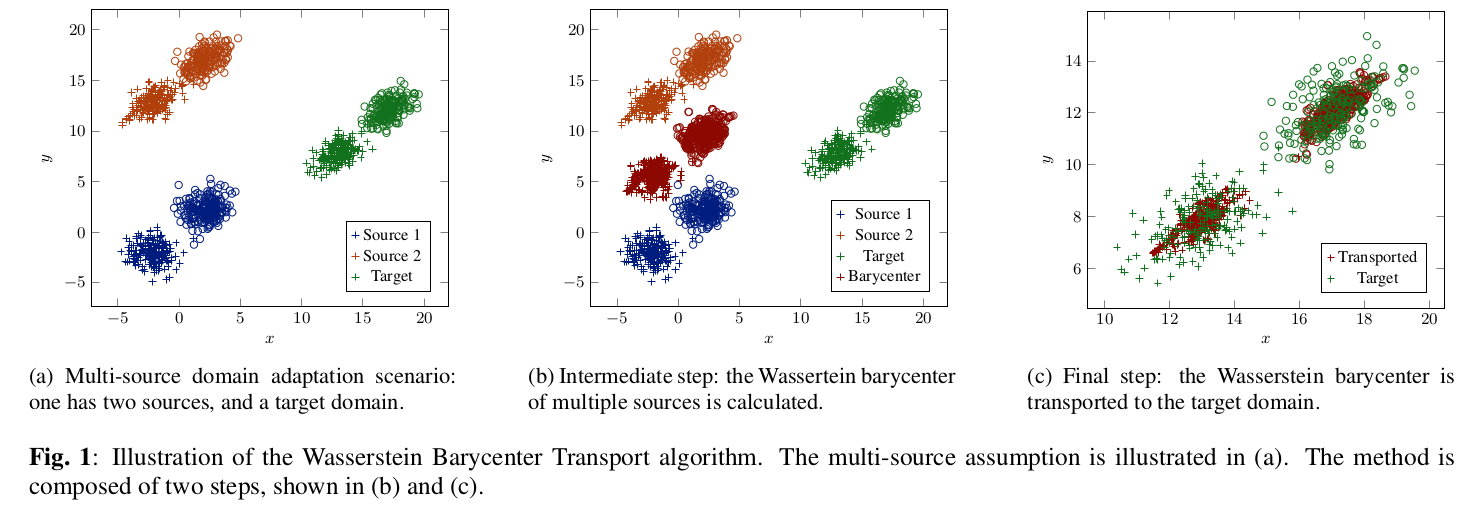 20
15
10
5
0
−5
y
−5 0 5 10 15 20
x
+ Source 1
+ Source 2
+ Target
20
15
10
5
0
−5
y
−5 0 5 10 15 20
x
+ Source 1
+ Source 2
+ Target
+ Barycenter
14
12
10
8
6
y
10 12 14 16 18 20
x
+ Transported
+ Target
(a) Multi-source domain adaptation scenario:
one has two sources, and a target domain.
(b) Intermediate step: the Wassertein barycenter
of multiple sources is calculated.
(c) Final step: the Wasserstein barycenter is
transported to the target domain.
Fig. 1: Illustration of the Wasserstein Barycenter Transport algorithm. The multi-source assumption is illustrated in (a). The method is
composed of two steps, shown in (b) and (c).